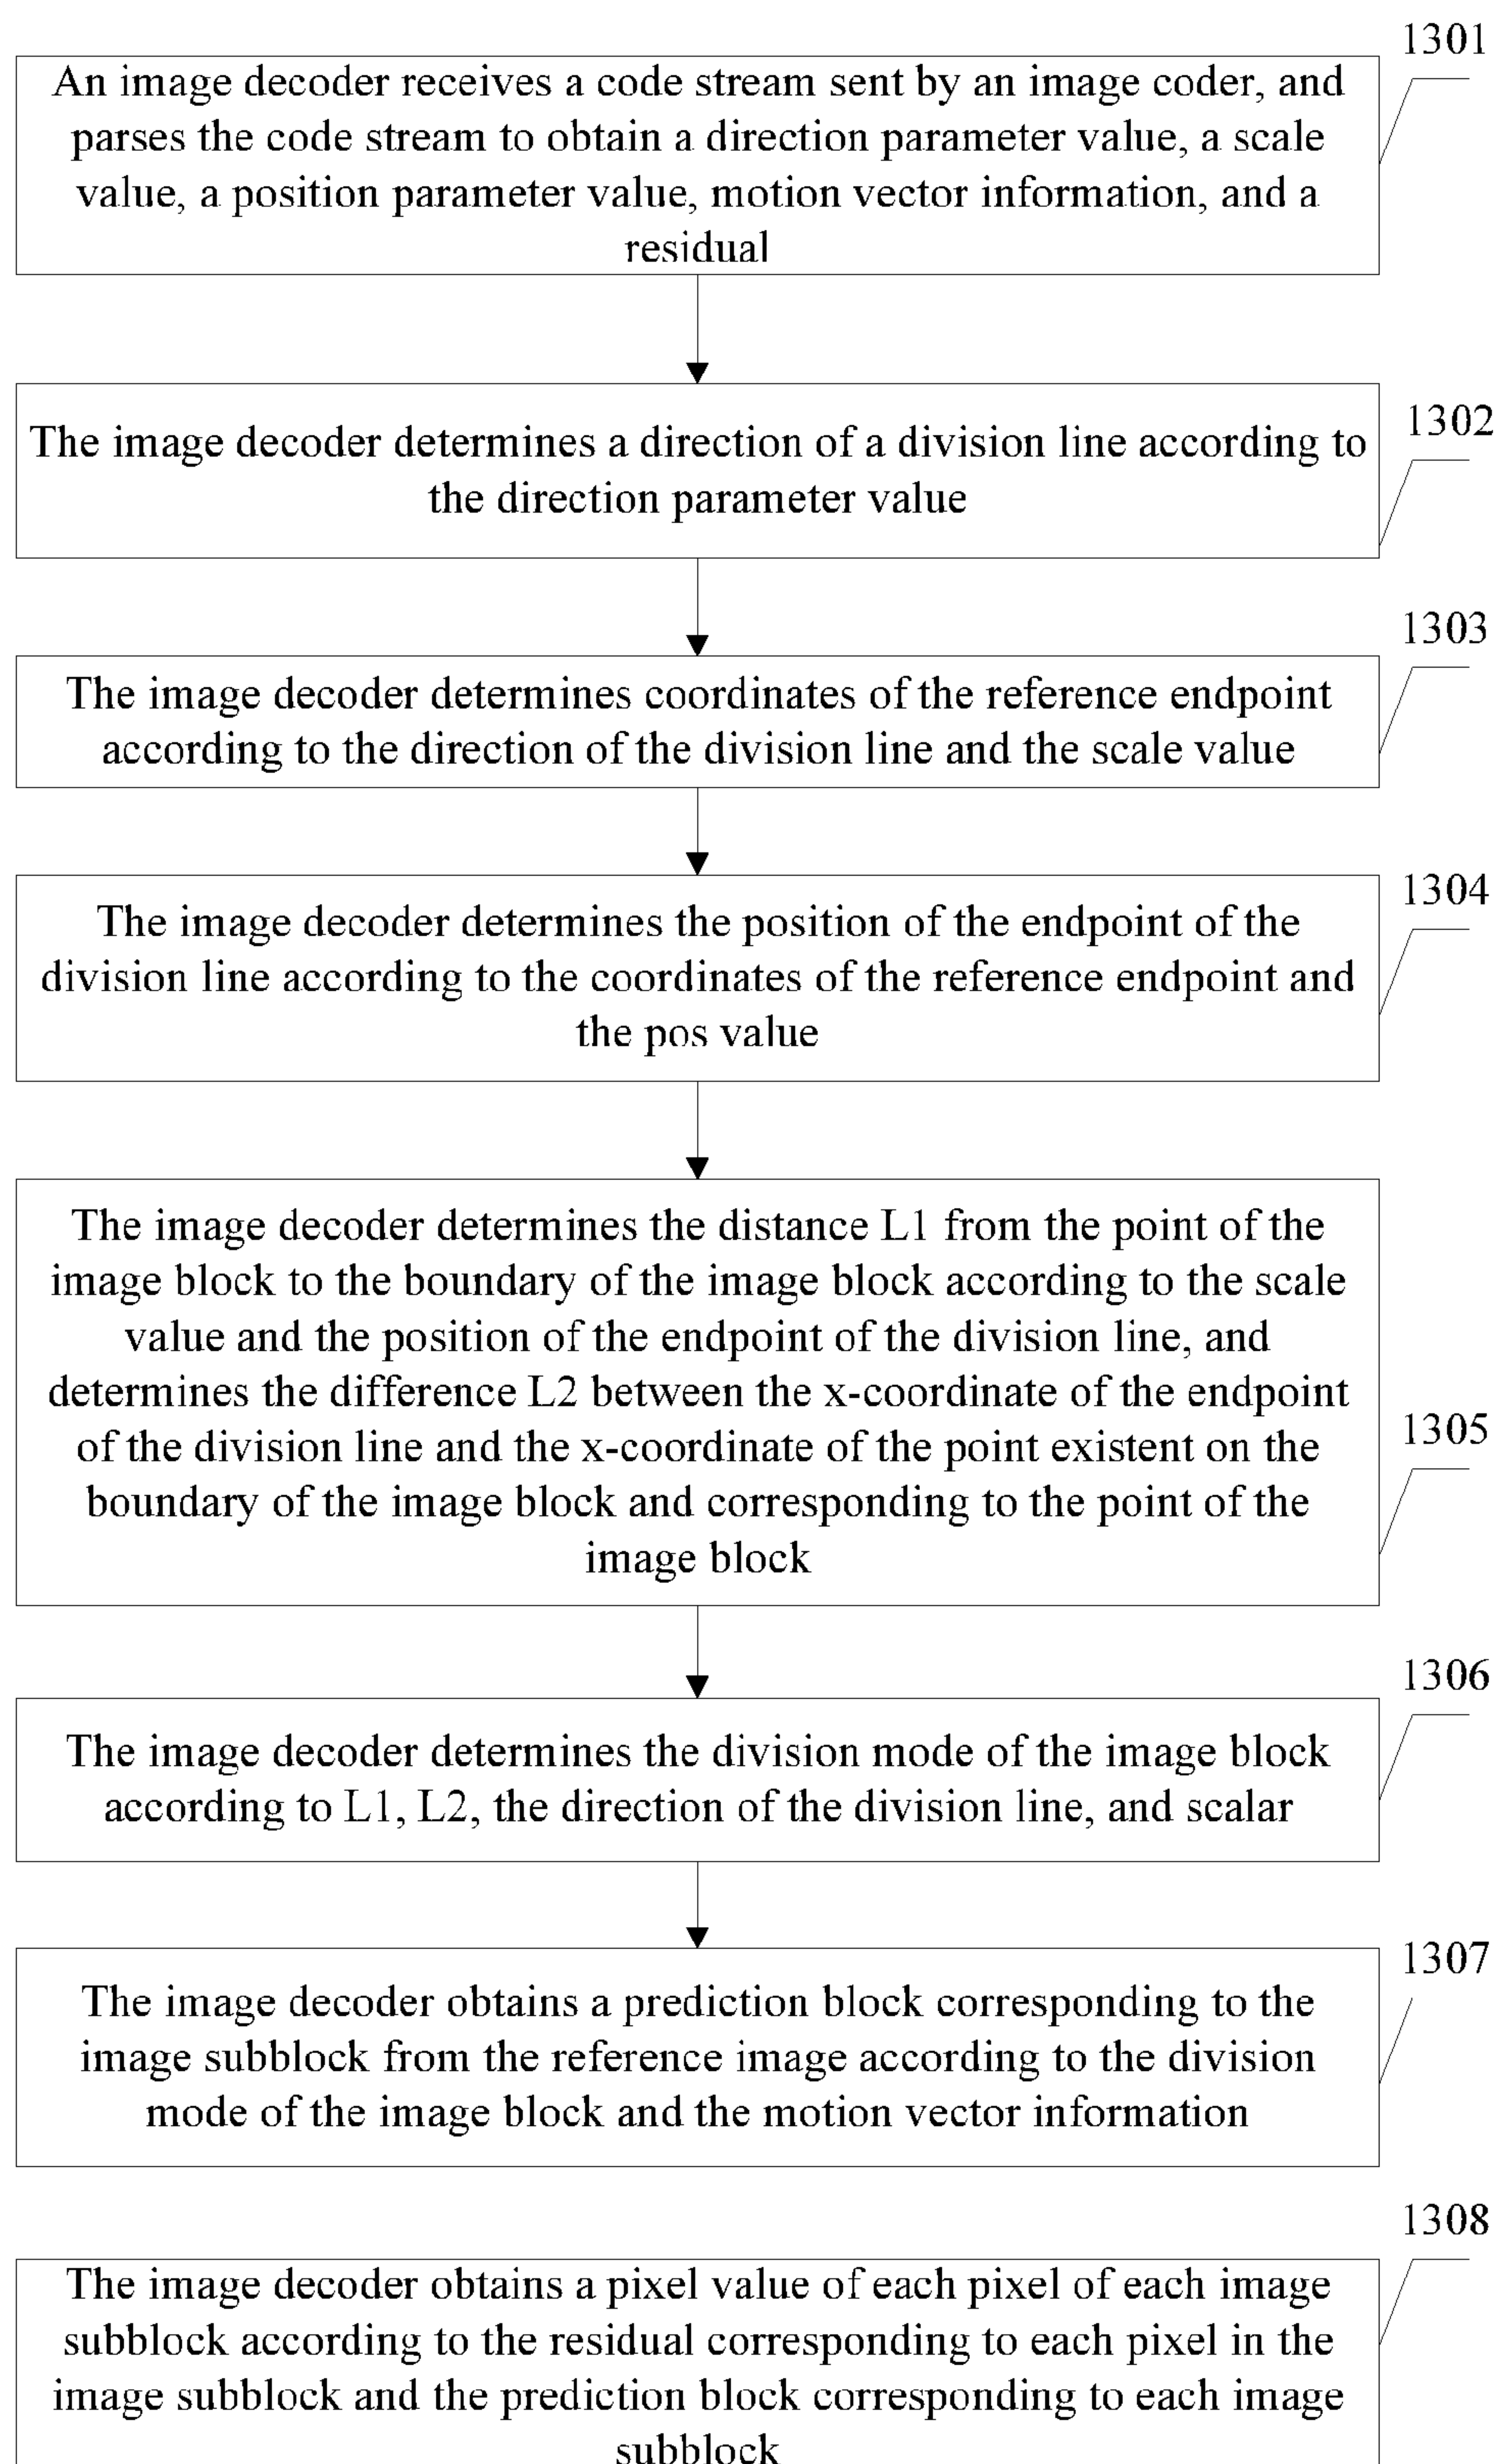 1301
An image decoder receives a code stream sent by an image coder, and
parses the code stream to obtain a direction parameter value, a scale
value, a position parameter value, motion vector information, and a
residual
1302
The image decoder determines a direction of a division line according to
the direction parameter value
1303
The image decoder determines coordinates of the reference endpoint
according to the direction of the division line and the scale value
1304
The image decoder determines the position of the endpoint of the
division line according to the coordinates of the reference endpoint and
the pos value
The image decoder determines the distance L1 from the point of the
image block to the boundary of the image block according to the scale
value and the position of the endpoint of the division line, and
determines the difference L2 between the x-coordinate of the endpoint
of the division line and the x-coordinate of the point existent on the
boundary of the image block and corresponding to the point of the
image block
1305
1306
The image decoder determines the division mode of the image block
according to L1, L2, the direction of the division line, and scalar
1307
The image decoder obtains a prediction block corresponding to the
image subblock from the reference image according to the division
mode of the image block and the motion vector information
1308
The image decoder obtains a pixel value of each pixel of each image
subblock according to the residual corresponding to each pixel in the
image subblock and the prediction block corresponding to each image
subblock